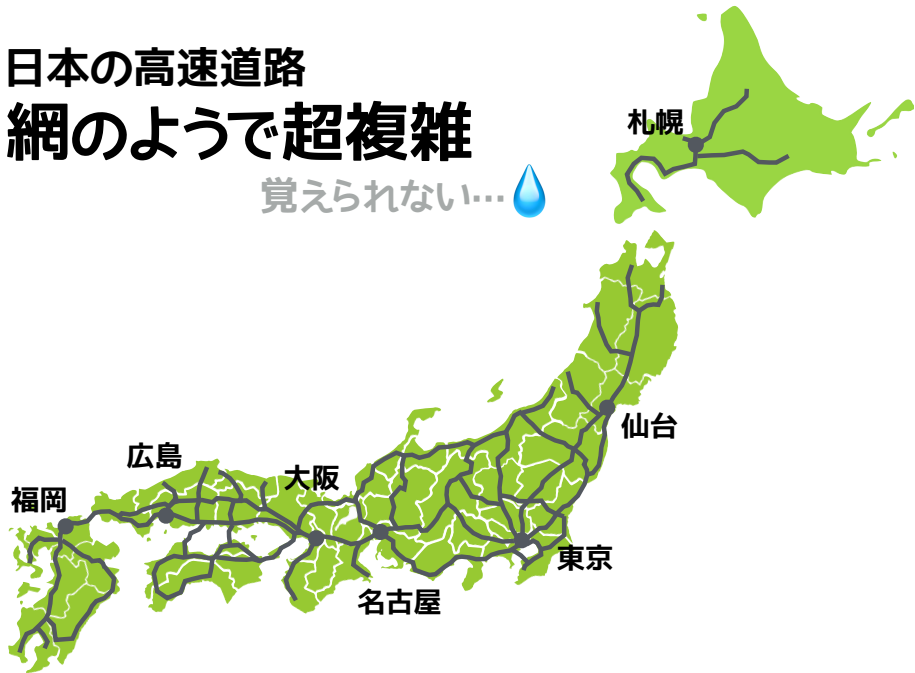 日本の高速道路
網のようで超複雑
覚えられない…
札幌
仙台
広島
大阪
福岡
東京
名古屋